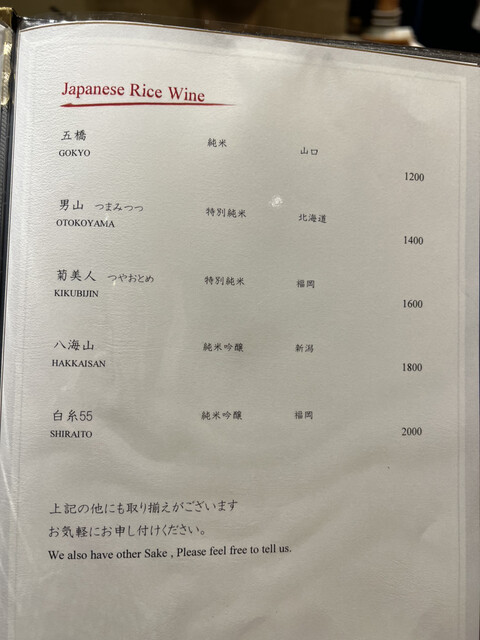 Japanese Rice Wine
五橋 純米 山口
GOKYO
1200
男山 つまみつつ 特別純米 北海道
OTOKOYAMA
1400
菊美人 つやおとめ 特別純米 福岡
KIKUBIJIN
1600
八海山 純米吟醸 新潟
HAKKAISAN
1800
白糸55 純米吟醸 福岡
SHIRAITO
2000
上記の他にも取り揃えがございます
お気軽にお申し付けください。
We also have other Sake , Please feel free to tell us.